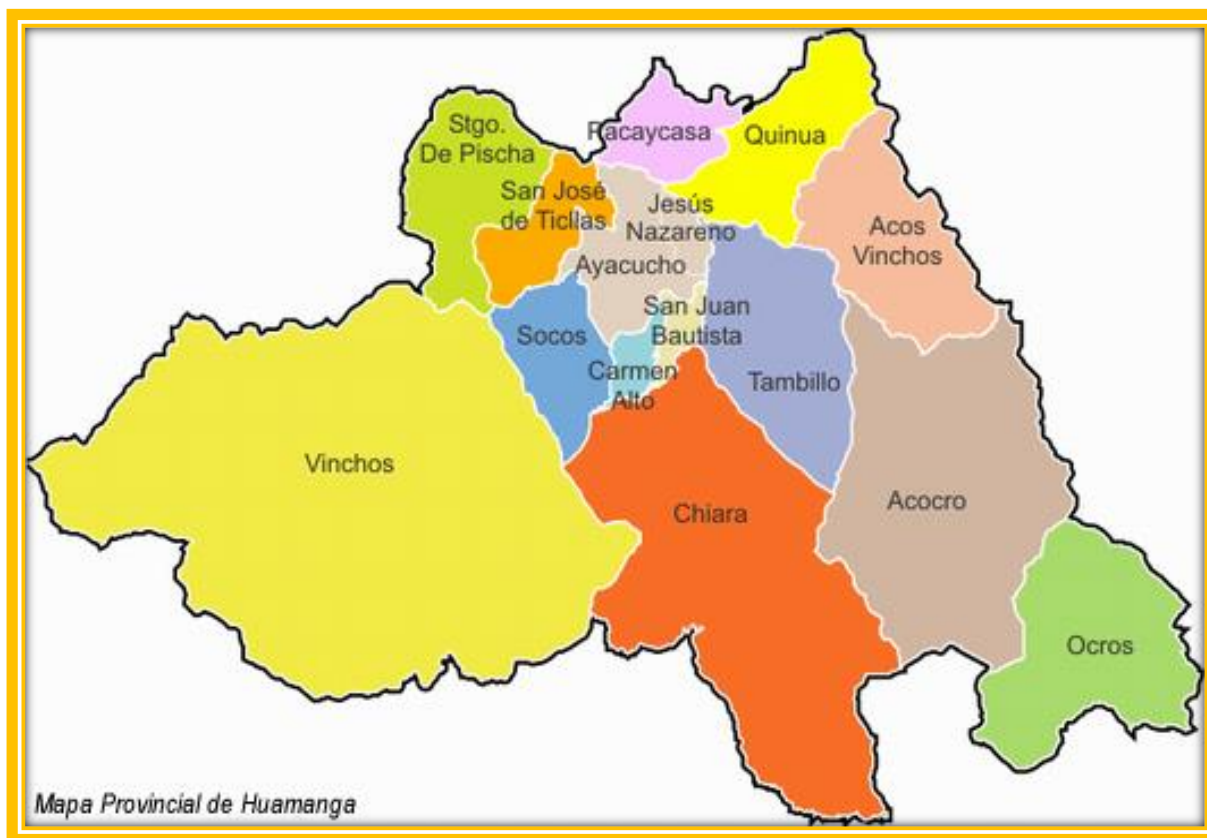 Stgo.
De Pischa
Pacaycasa
Quinua
San José
de Ticllas
Jesús
Nazareno
Acos
Vinchos
Ayacucho
San Juan
Bautista
Socos
Carmen
Alto
Tambillo
Vinchos
Chiara
Acocro
Ocros
Mapa Provincial de Huamanga